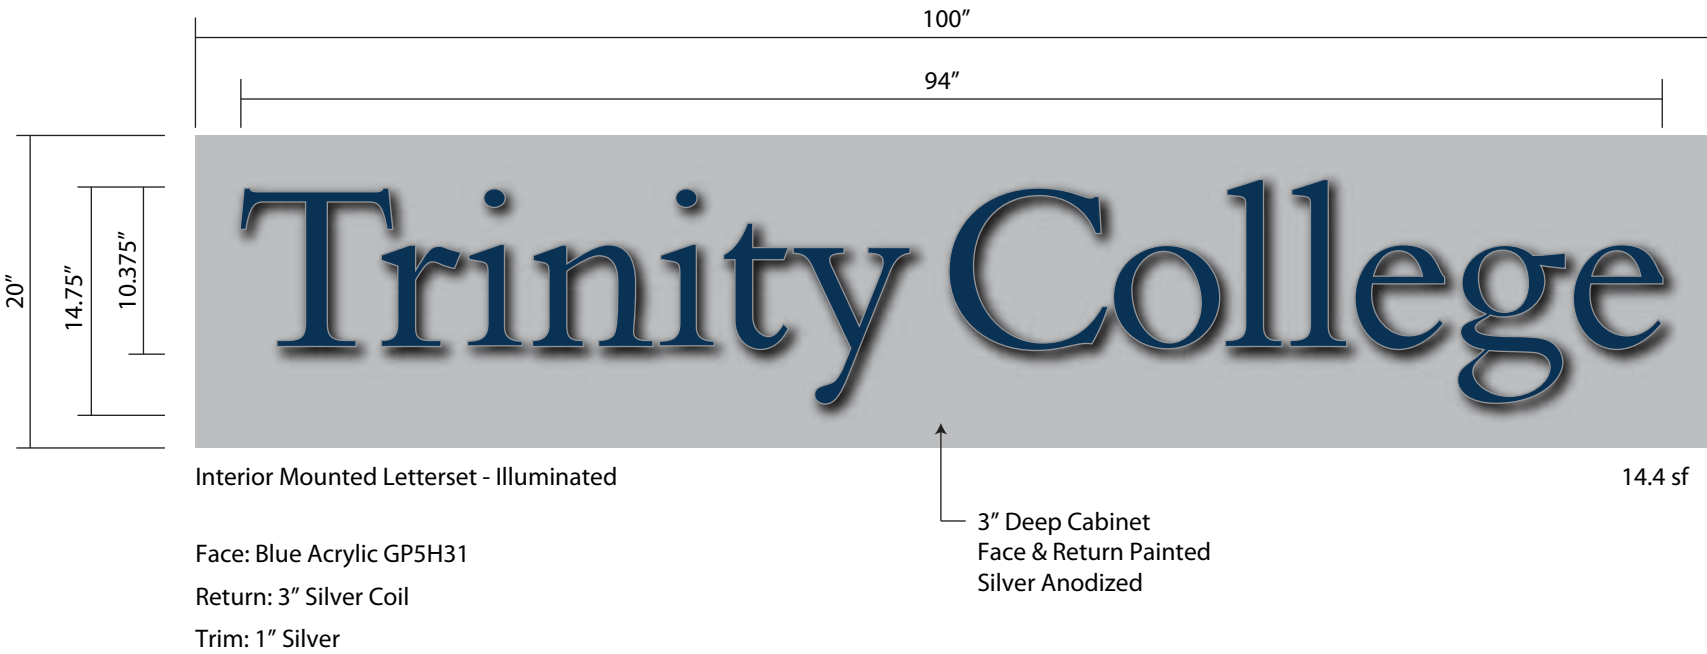 100”
94”
20”
14.75”
10.375”
Trinity College
Interior Mounted Letterset - Illuminated
14.4 sf
3” Deep Cabinet
Face & Return Painted
Silver Anodized
Face: Blue Acrylic GP5H31
Return: 3” Silver Coil
Trim: 1” Silver